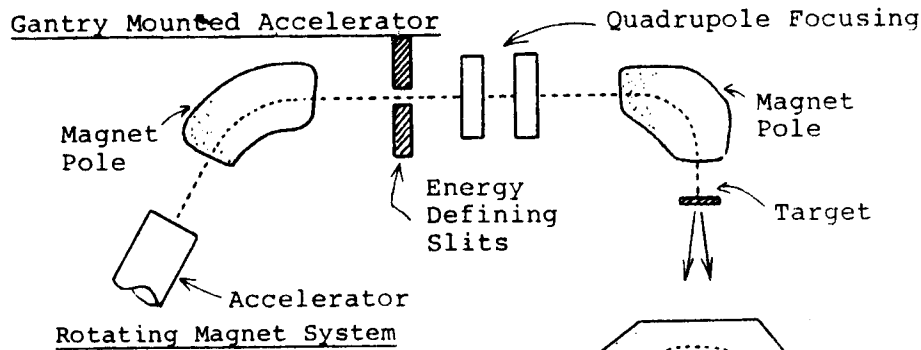 Gantry Mounted Accelerator
Quadrupole Focusing
Magnet
Pole
Magnet
Pole
Energy
Defining
Slits
Target
Accelerator
Rotating Magnet System